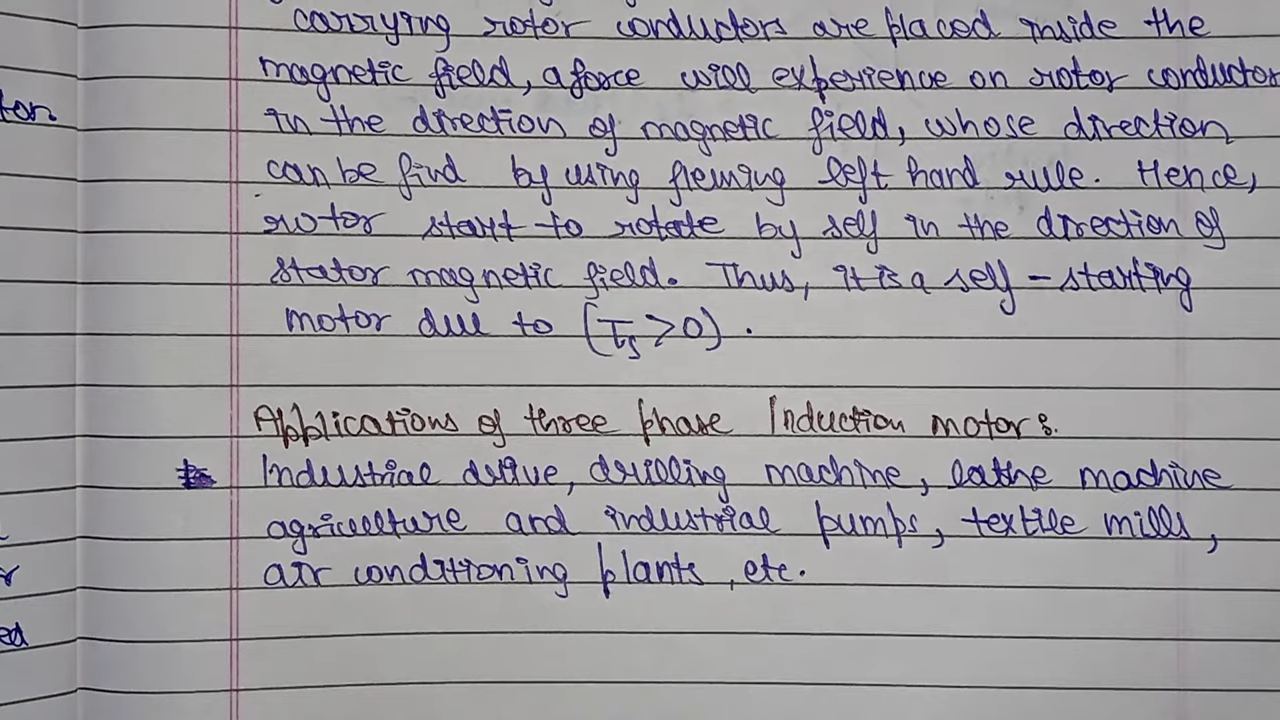 carrying rotor conductors are placed inside the
magnetic field, a force will experience on rotor conductor
ton
in the direction of magnetic field, whose direction
can be find by using fleming left hand rule. Hence,
rotor start to rotate by self in the direction of
stator magnetic field. Thus, it is a self-starting
motor due to (Ts>0).
Applications of three phase Induction motors:
Industrial drive, drilling machine, lathe machine
agriculture and industrial pumps, textile mills,
air conditioning plants, etc.
ed